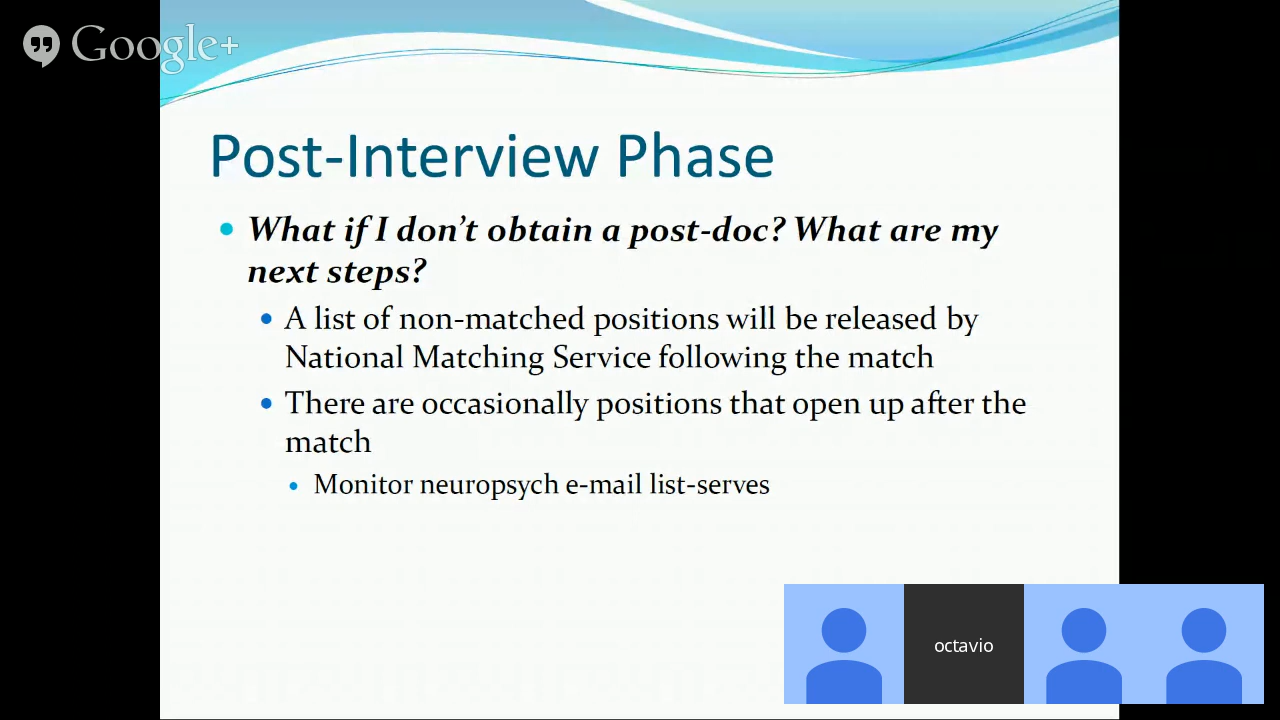 Google+
Post-Interview Phase
What if I don’t obtain a post-doc? What are my
next steps?
A list of non-matched positions will be released by
National Matching Service following the match
There are occasionally positions that open up after the
match
Monitor neuropsych e-mail list-serves
octavio